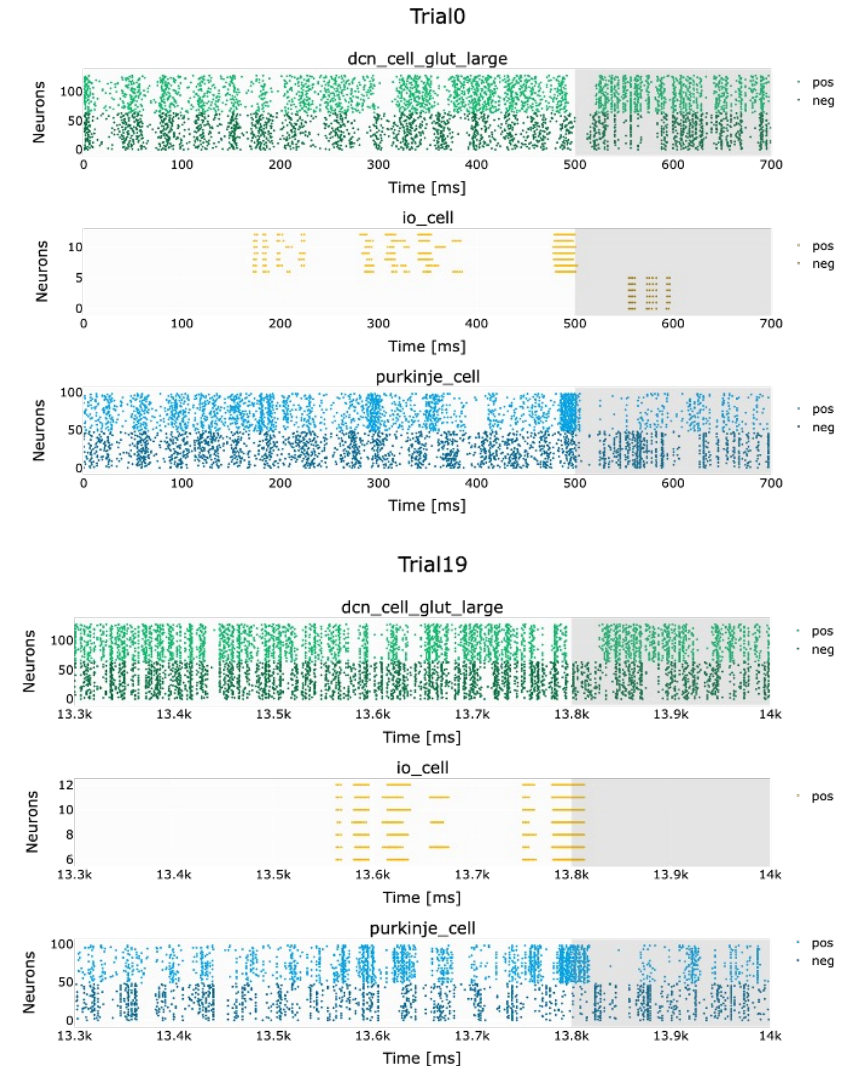 Trial0
dcn_cell_glut_large
Neurons
100
50
0
0 100 200 300 400 500 600 700
Time [ms]
pos
neg
io_cell
Neurons
10
5
0
0 100 200 300 400 500 600 700
Time [ms]
pos
neg
purkinje_cell
Neurons
100
50
0
0 100 200 300 400 500 600 700
Time [ms]
pos
neg
Trial19
dcn_cell_glut_large
Neurons
100
50
0
13.3k 13.4k 13.5k 13.6k 13.7k 13.8k 13.9k 14k
Time [ms]
pos
neg
io_cell
Neurons
12
10
8
6
13.3k 13.4k 13.5k 13.6k 13.7k 13.8k 13.9k 14k
Time [ms]
pos
purkinje_cell
Neurons
100
50
0
13.3k 13.4k 13.5k 13.6k 13.7k 13.8k 13.9k 14k
Time [ms]
pos
neg